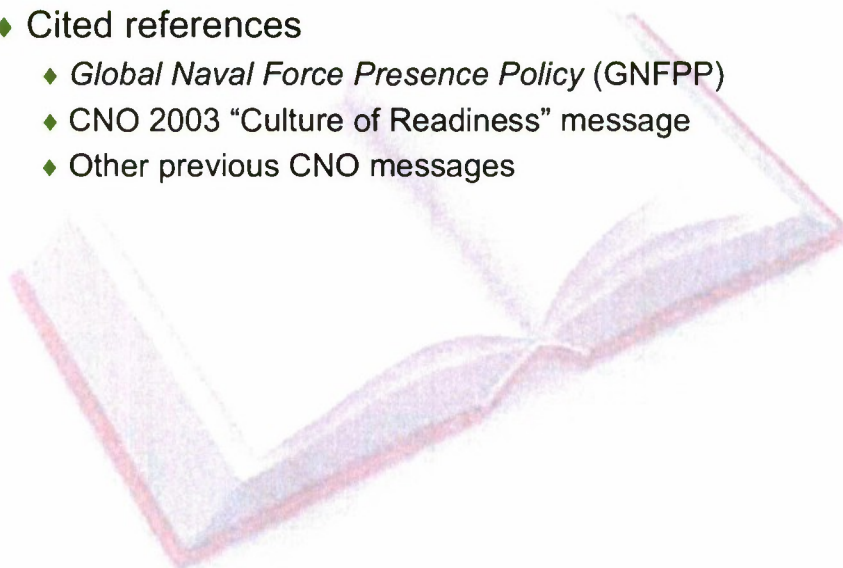 ♦ Cited references
♦ Global Naval Force Presence Policy (GNFPP)
♦ CNO 2003 “Culture of Readiness” message
♦ Other previous CNO messages